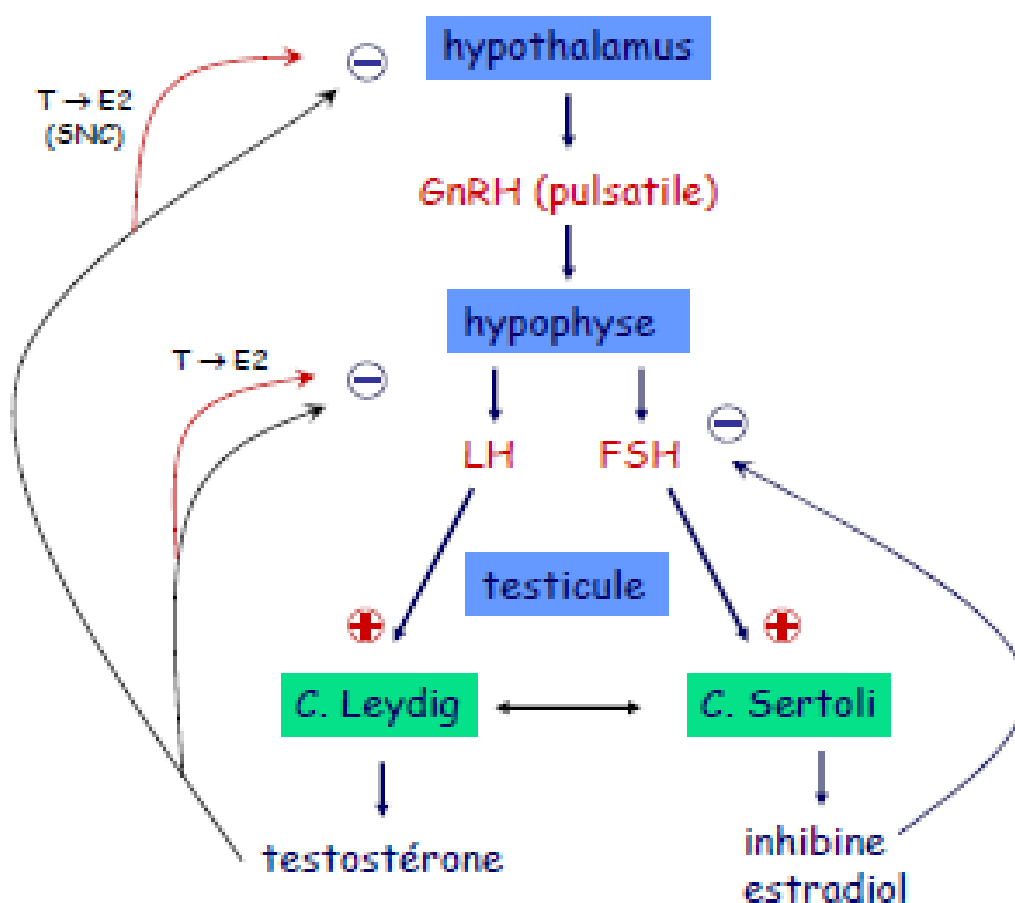 hypothalamus
T → E2
(SNC)
GnRH (pulsatile)
hypophyse
T → E2
LH
FSH
testicule
C. Leydig
C. Sertoli
testostérone
inhibine
estradiol